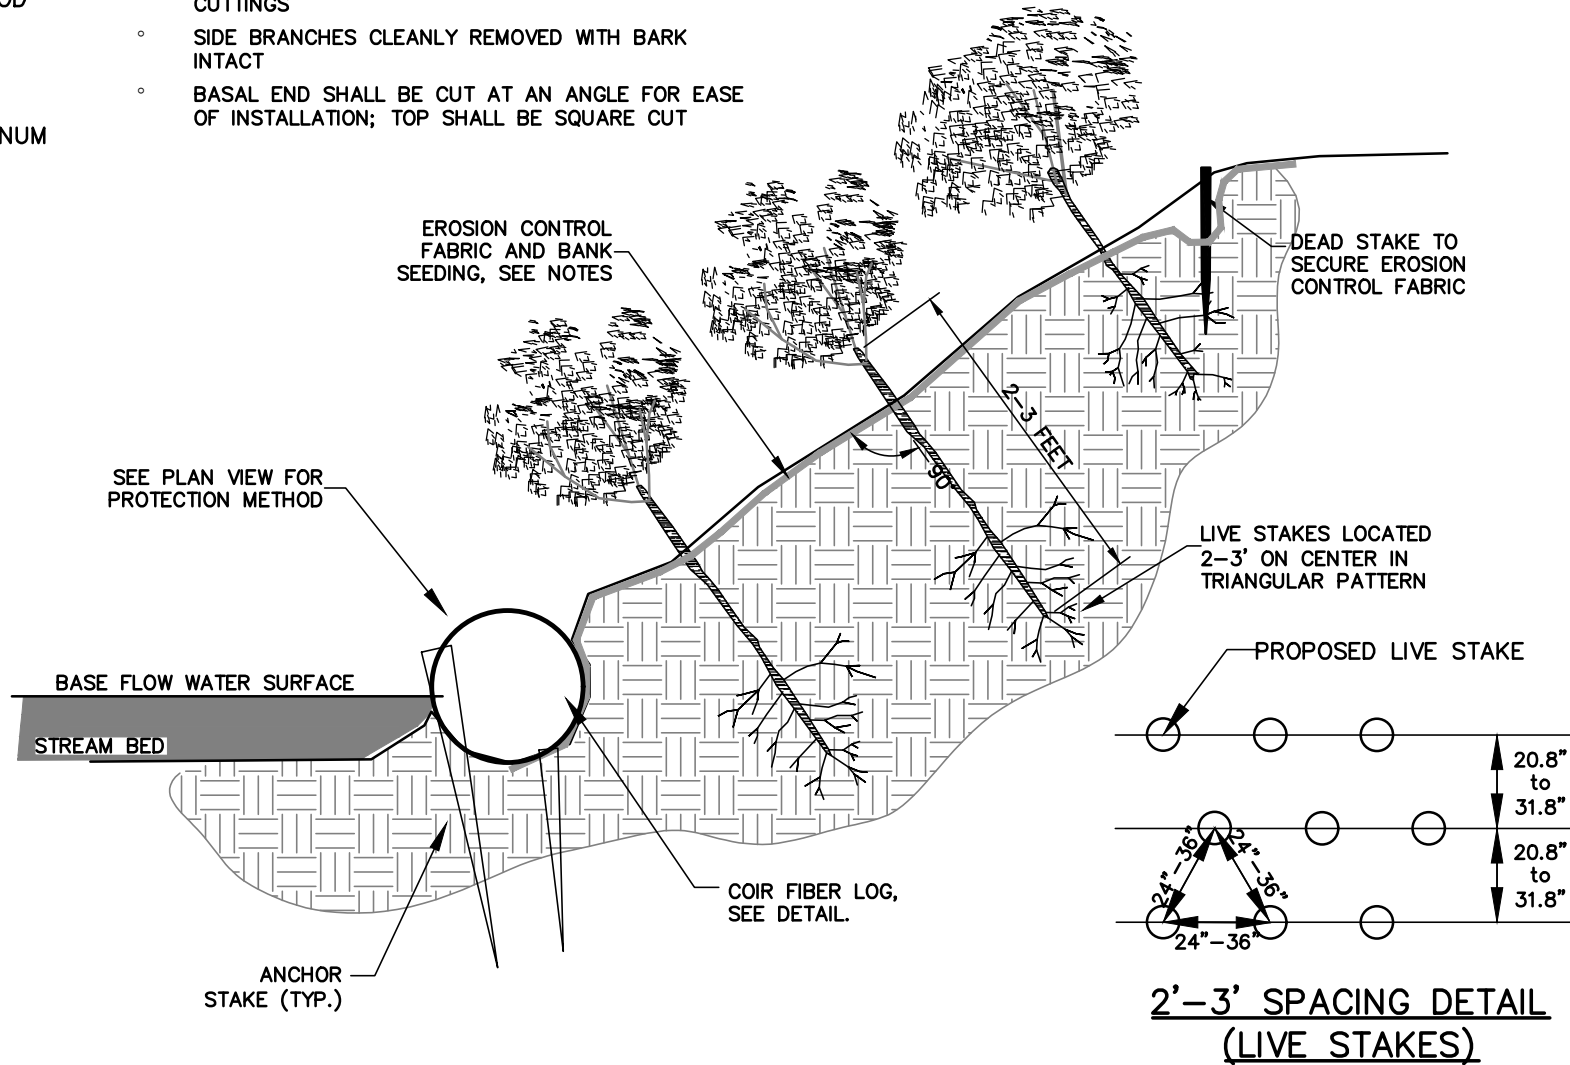 CUTTINGS
° SIDE BRANCHES CLEANLY REMOVED WITH BARK
INTACT
° BASAL END SHALL BE CUT AT AN ANGLE FOR EASE
OF INSTALLATION; TOP SHALL BE SQUARE CUT
NUM
EROSION CONTROL
FABRIC AND BANK
SEEDING, SEE NOTES
DEAD STAKE TO
SECURE EROSION
CONTROL FABRIC
2-3 FEET
90°
SEE PLAN VIEW FOR
PROTECTION METHOD
LIVE STAKES LOCATED
2-3' ON CENTER IN
TRIANGULAR PATTERN
PROPOSED LIVE STAKE
BASE FLOW WATER SURFACE
STREAM BED
20.8"
to
31.8"
20.8"
to
31.8"
24"-36"
24"-36"
24"-36"
COIR FIBER LOG,
SEE DETAIL.
ANCHOR
STAKE (TYP.)
2'-3' SPACING DETAIL
(LIVE STAKES)